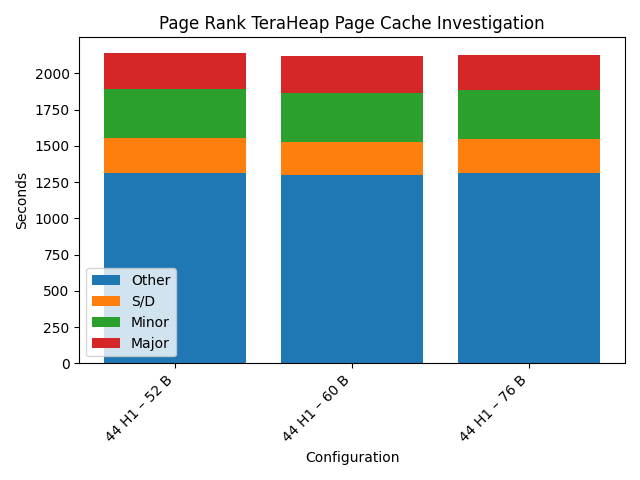 Page Rank TeraHeap Page Cache Investigation
Seconds
2000
1750
1500
1250
1000
750
500
250
0
Other
S/D
Minor
Major
44 H1 – 52 B
44 H1 – 60 B
44 H1 – 76 B
Configuration